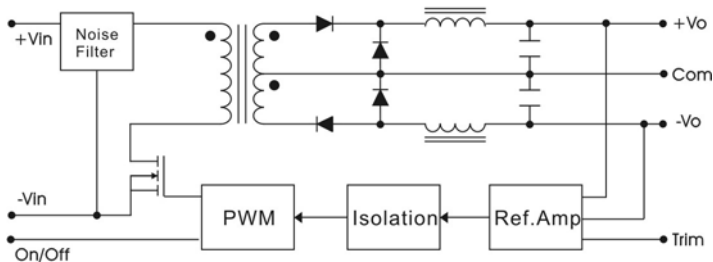 +Vin
Noise
Filter
+Vo
Com
-Vo
-Vin
PWM
Isolation
Ref.Amp
On/Off
Trim